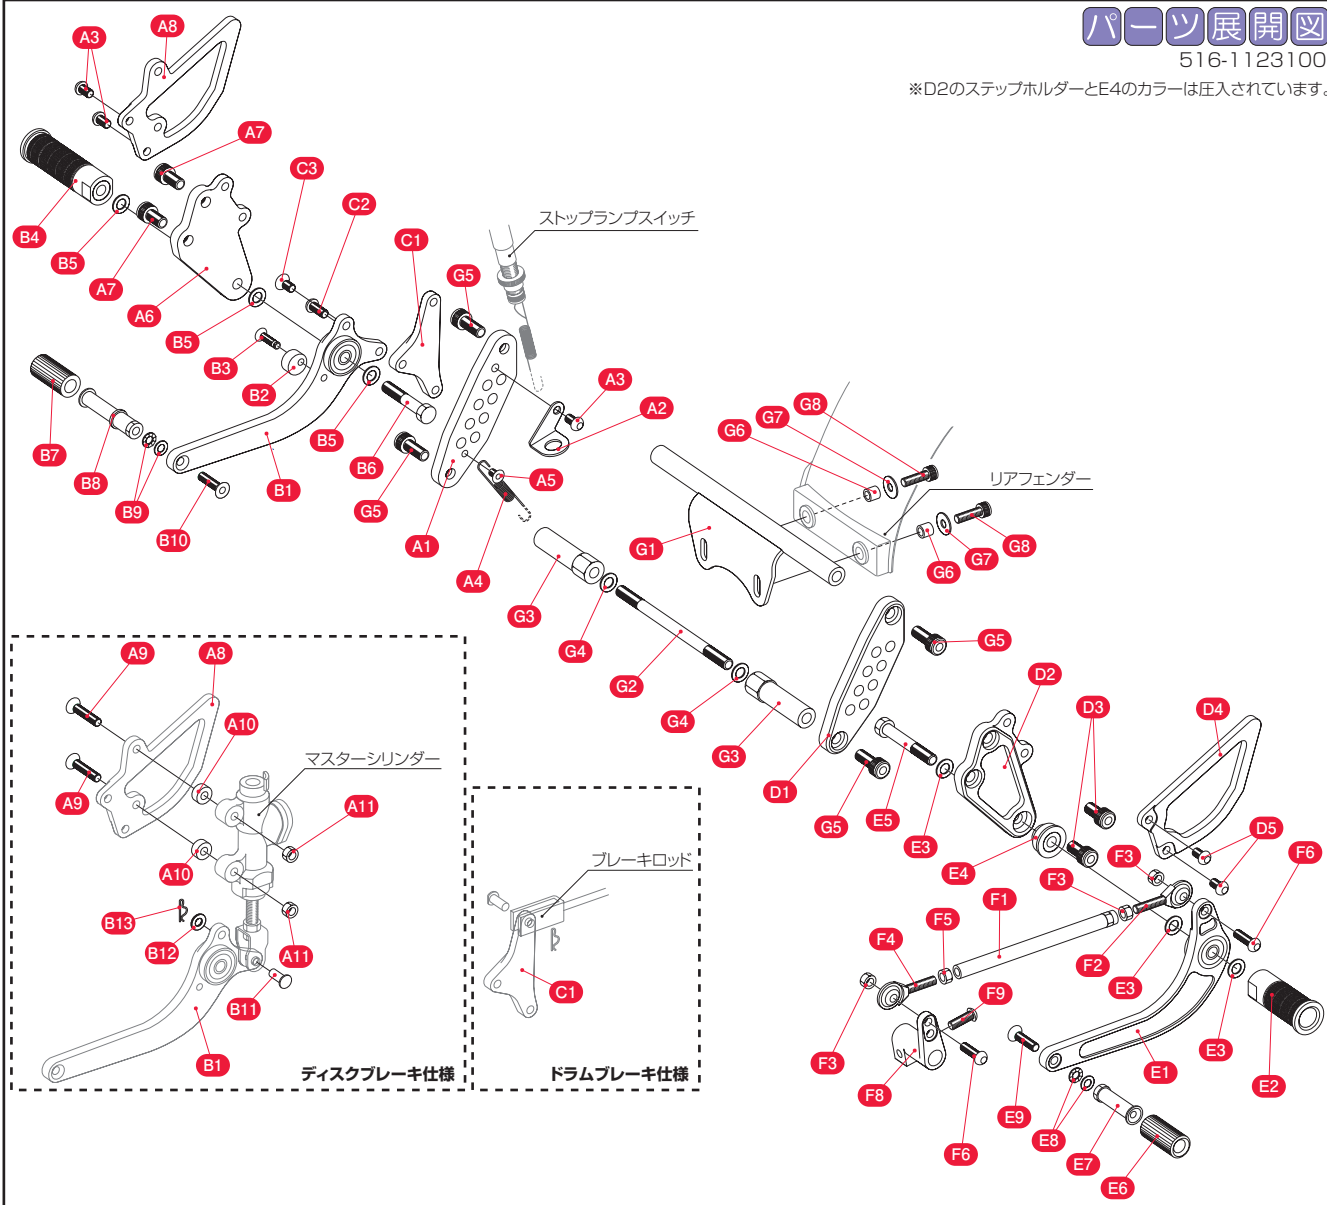 パーツ展開図
516-1123100
※D2のステップホルダーとE4のカラーは圧入されています。
A8
A3
A7
C3
C2
C1
B4
B5
A7
A6
G5
ストップランプスイッチ
B5
B3
B2
B5
B6
A3
A2
G8
G7
G6
リアフェンダー
B7
B8
B9
B10
B1
G5
A1
A5
A4
G1
G6
G7
G8
G3
G4
G2
G4
G3
G5
D1
G5
E5
E3
D2
D3
D4
D5
E4
F3
F6
F3
F1
F5
F4
F2
E3
F9
F3
F8
F6
E9
E8
E7
E6
E1
E3
E2
A9
A8
A10
マスターシリンダー
A9
A11
A10
B13
B12
A11
B11
B1
ディスクブレーキ仕様
ブレーキロッド
C1
ドラムブレーキ仕様